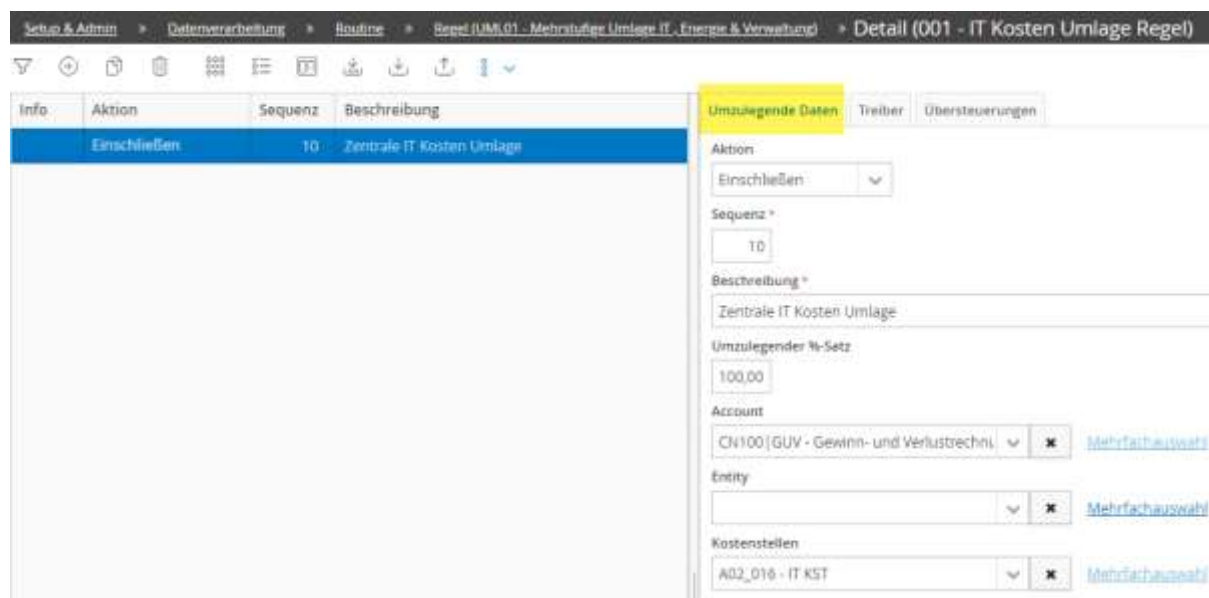 Setup & Admin » Datenverarbeitung » Routine » Regel (UML01 - Mehrstufige Umlage IT , Energie & Verwaltung) » Detail (001 - IT Kosten Umlage Regel)
Info Aktion Sequenz Beschreibung
Einschließen 10 Zentrale IT Kosten Umlage
Umzulegende Daten Treiber Übersteuerungen
Aktion
Einschließen
Sequenz *
10
Beschreibung *
Zentrale IT Kosten Umlage
Umzulegender %-Satz
100,00
Account
CN100|GUV - Gewinn- und Verlustrechnu Mehrfachauswahl
Entity
Mehrfachauswahl
Kostenstellen
A02_016 - IT KST Mehrfachauswahl